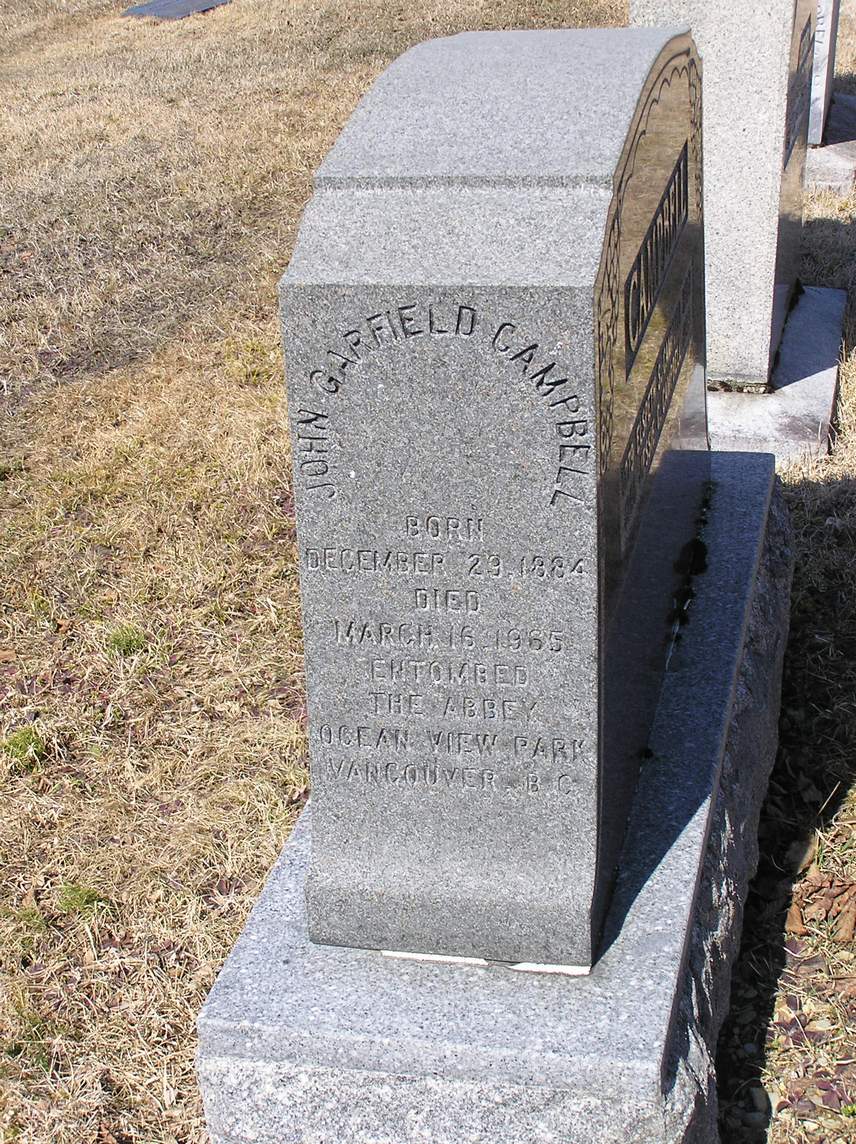 JOHN GARFIELD CAMPBELL
BORN
DECEMBER 29.1884
DIED
MARCH 16.1965
ENTOMBED
THE ABBEY
OCEAN VIEW PARK
VANCOUVER. B.C.